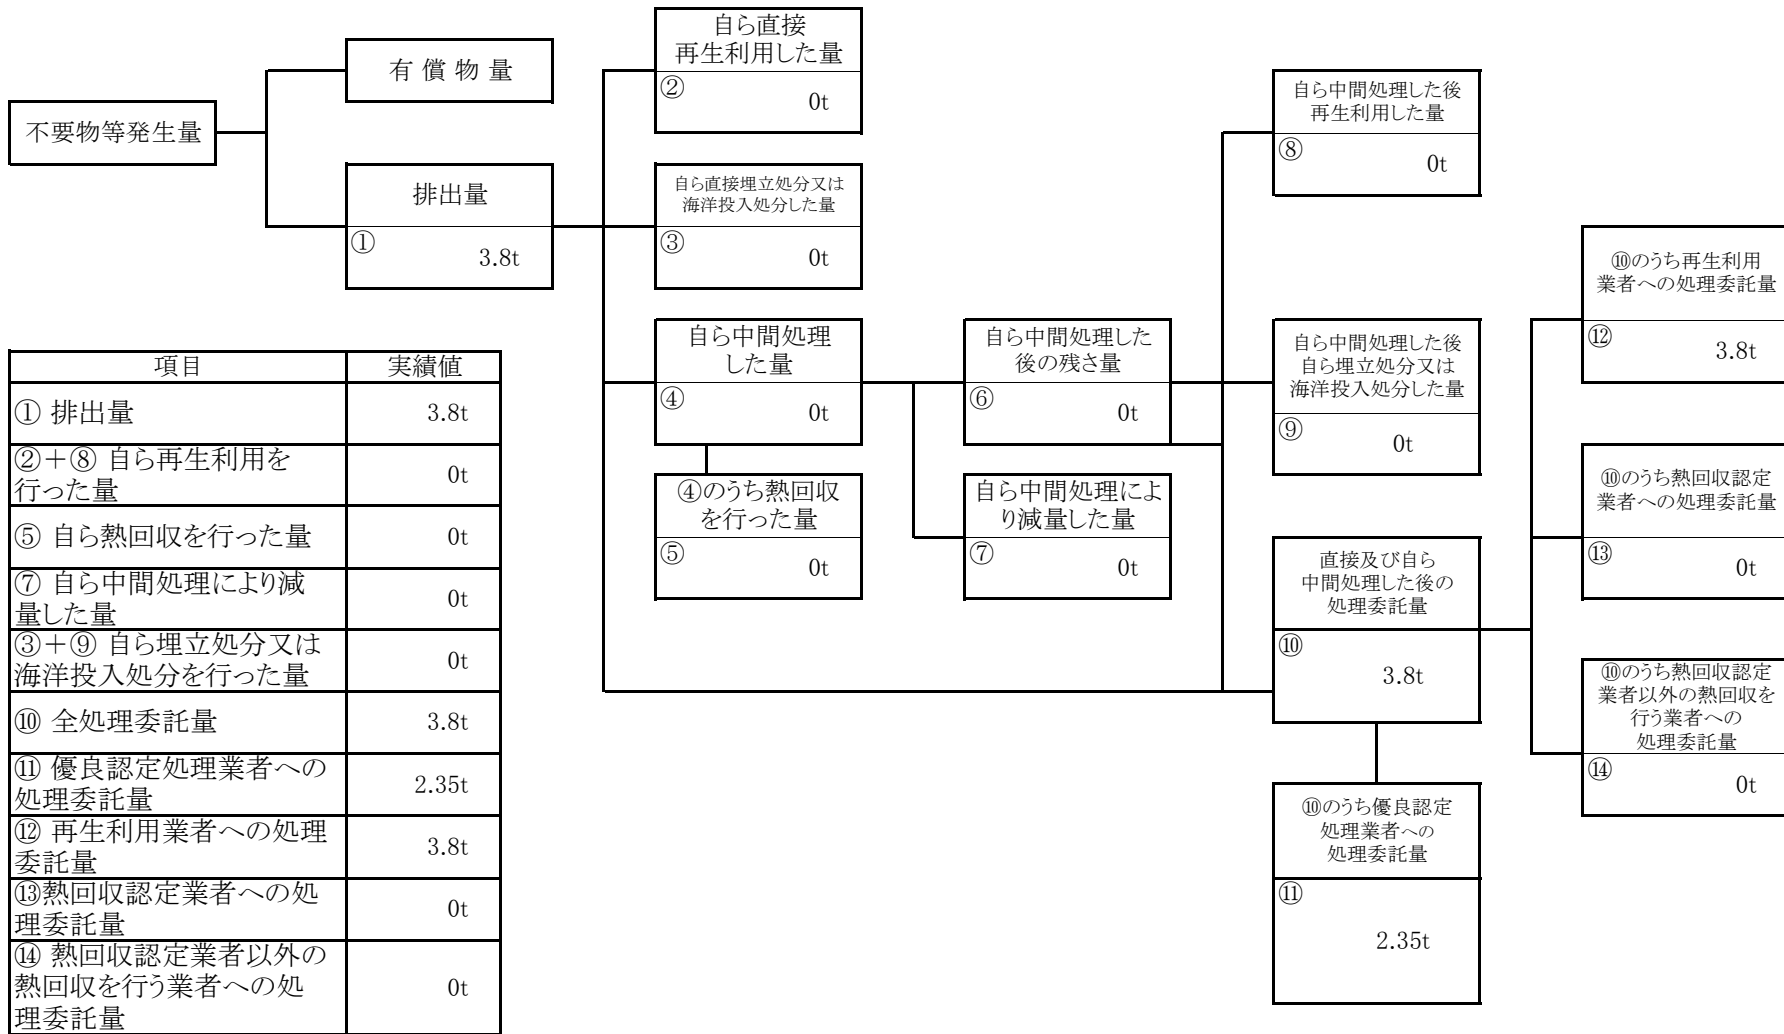 不要物等発生量
有 償 物 量
排出量
①
3.8t
自ら直接
再生利用した量
②
0t
自ら直接埋立処分又は
海洋投入処分した量
③
0t
自ら中間処理
した量
④
0t
④のうち熱回収
を行った量
⑤
0t
自ら中間処理した
後の残さ量
⑥
0t
自ら中間処理によ
り減量した量
⑦
0t
自ら中間処理した後
再生利用した量
⑧
0t
自ら中間処理した後
自ら埋立処分又は
海洋投入処分した量
⑨
0t
直接及び自ら
中間処理した後の
処理委託量
⑩
3.8t
⑩のうち優良認定
処理業者への
処理委託量
⑪
2.35t
⑩のうち再生利用
業者への処理委託量
⑫
3.8t
⑩のうち熱回収認定
業者への処理委託量
⑬
0t
⑩のうち熱回収認定
業者以外の熱回収を
行う業者への
処理委託量
⑭
0t
項目 実績値
① 排出量 3.8t
②＋⑧ 自ら再生利用を
行った量 0t
⑤ 自ら熱回収を行った量 0t
⑦ 自ら中間処理により減
量した量 0t
③＋⑨ 自ら埋立処分又は
海洋投入処分を行った量 0t
⑩ 全処理委託量 3.8t
⑪ 優良認定処理業者への
処理委託量 2.35t
⑫ 再生利用業者への処理
委託量 3.8t
⑬熱回収認定業者への処
理委託量 0t
⑭ 熱回収認定業者以外の
熱回収を行う業者への処
理委託量 0t